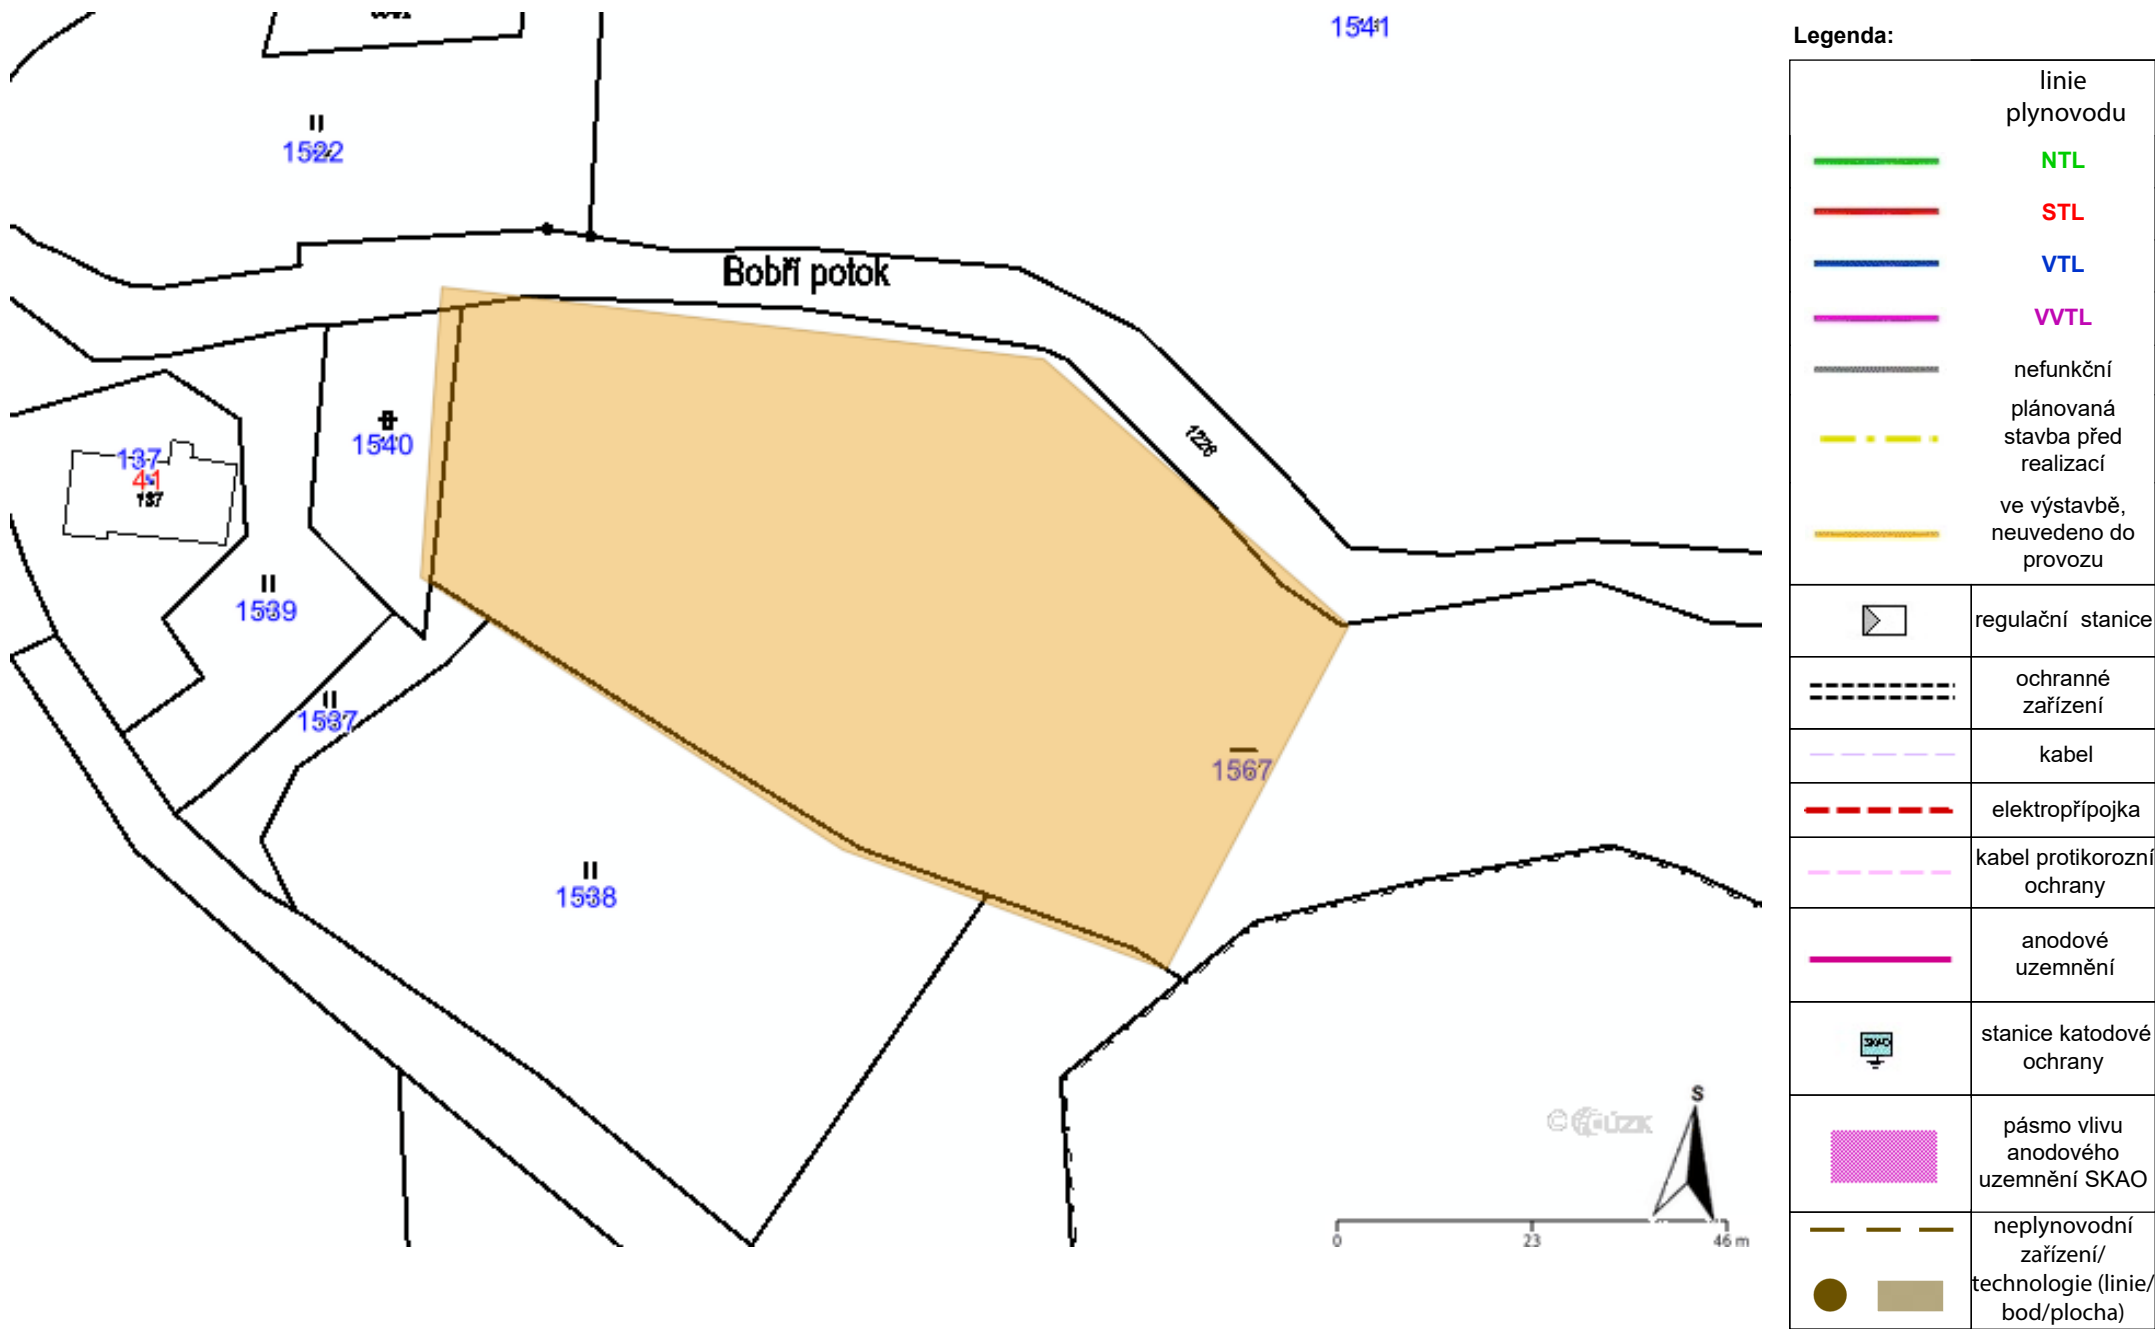 1541
1522
Bobří potok
1226
1540
137
41
137
1539
1537
1567
1538
S
© ČÚZK
0 23 46 m
Legenda:
linie
plynovodu
NTL
STL
VTL
VVTL
nefunkční
plánovaná
stavba před
realizací
ve výstavbě,
neuvedeno do
provozu
regulační stanice
ochranné
zařízení
kabel
elektropřípojka
kabel protikorozní
ochrany
anodové
uzemnění
SKAO
stanice katodové
ochrany
pásmo vlivu
anodového
uzemnění SKAO
neplynovodní
zařízení/
technologie (linie/
bod/plocha)